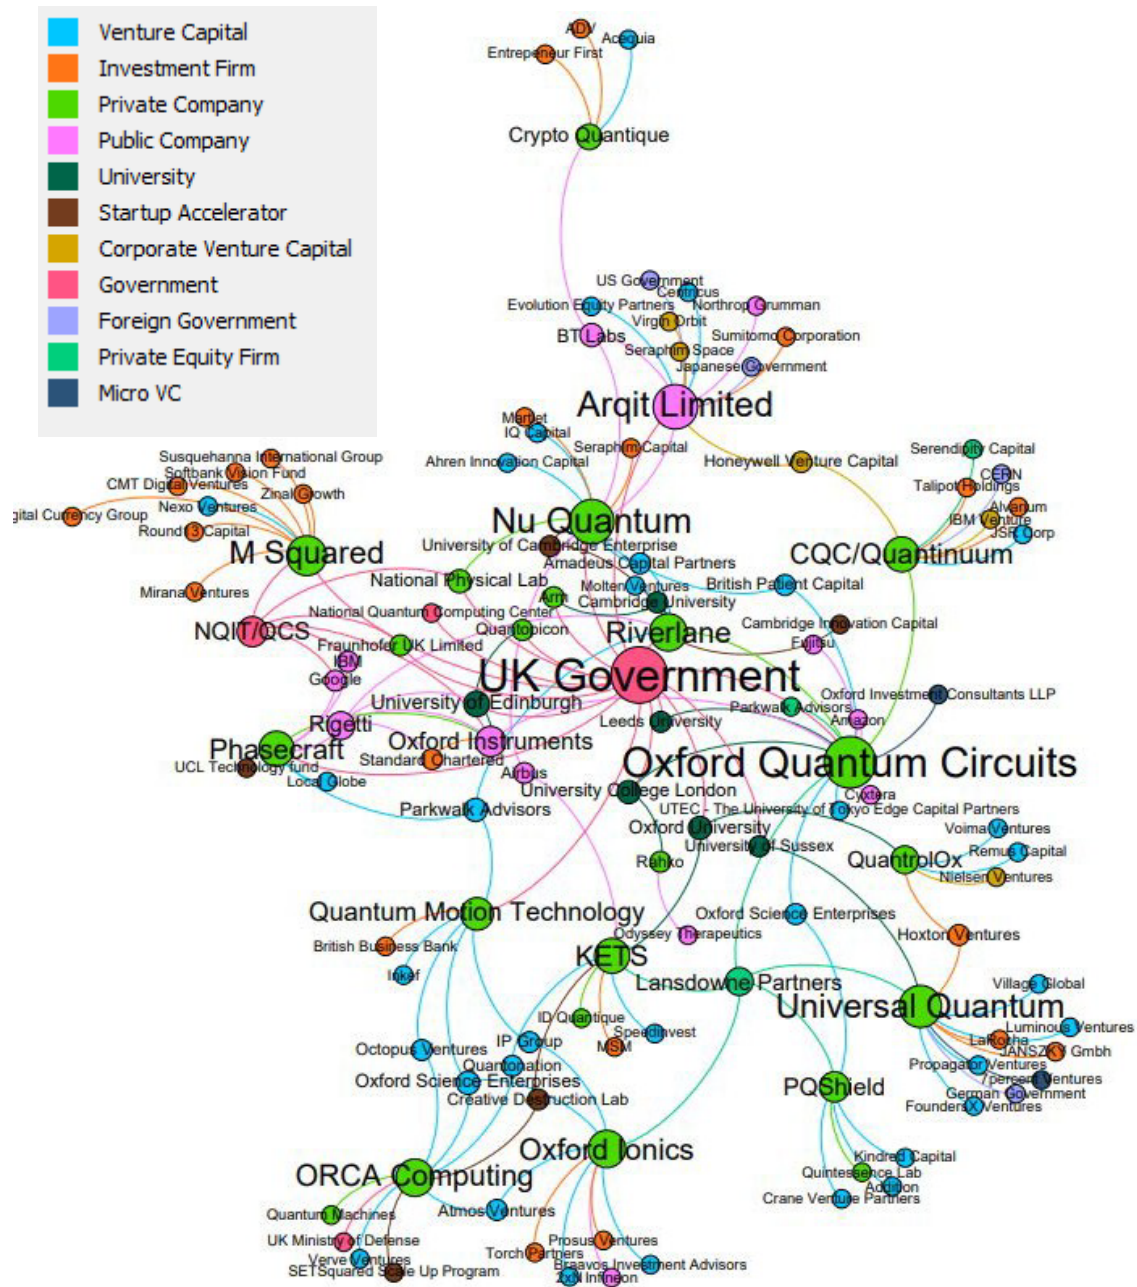 Venture Capital
Investment Firm
Private Company
Public Company
University
Startup Accelerator
Corporate Venture Capital
Government
Foreign Government
Private Equity Firm
Micro VC
ADV
Acequia
Entrepeneur First
Crypto Quantique
US Government
Centricus
Evolution Equity Partners
Northrop Grumman
Virgin Orbit
BT Labs
Sumitomo Corporation
Seraphim Space
Japanese Government
Arqit Limited
Martlet
IQ Capital
Seraphim Capital
Serendipity Capital
Susquehanna International Group
Ahren Innovation Capital
Honeywell Venture Capital
Softbank Vision Fund
CERN
CMT Digital Ventures
Talipot Holdings
Zinal Growth
Nexo Ventures
Alvarium
gital Currency Group
IBM Venture
Nu Quantum
Round13 Capital
JSR Corp
University of Cambridge Enterprise
M Squared
CQC/Quantinuum
Amadeus Capital Partners
National Physical Lab
Molten Ventures
British Patient Capital
Mirana Ventures
Arm
Cambridge University
National Quantum Computing Center
Cambridge Innovation Capital
NQIT/QCS
Quantopicon
Riverlane
Fraunhofer UK Limited
Fujitsu
IBM
Google
UK Government
Oxford Investment Consultants LLP
University of Edinburgh
Parkwalk Advisors
Leeds University
Rigetti
Amazon
Phasecraft
Oxford Instruments
Standard Chartered
Oxford Quantum Circuits
UCL Technology fund
Airbus
Local Globe
University College London
Cyxtera
Parkwalk Advisors
UTEC - The University of Tokyo Edge Capital Partners
Oxford University
Voima Ventures
University of Sussex
Remus Capital
Rahko
QuantrolOx
Nielsen Ventures
Quantum Motion Technology
Oxford Science Enterprises
Odyssey Therapeutics
Hoxton Ventures
British Business Bank
KETS
Inkef
Lansdowne Partners
Village Global
Universal Quantum
ID Quantique
Luminous Ventures
Speedinvest
LaRocha
IP Group
MSM
JANSZKY Gmbh
Octopus Ventures
Quantonation
Propagator Ventures
Oxford Science Enterprises
7percent Ventures
PQShield
German Government
Creative Destruction Lab
FoundersX Ventures
Oxford Ionics
Kindred Capital
ORCA Computing
Quintessence Lab
Addition
Crane Venture Partners
Quantum Machines
Atmos Ventures
UK Ministry of Defense
Prosus Ventures
Torch Partners
Verve Ventures
Braavos Investment Advisors
SETSquared Scale Up Program
2xN
Infineon